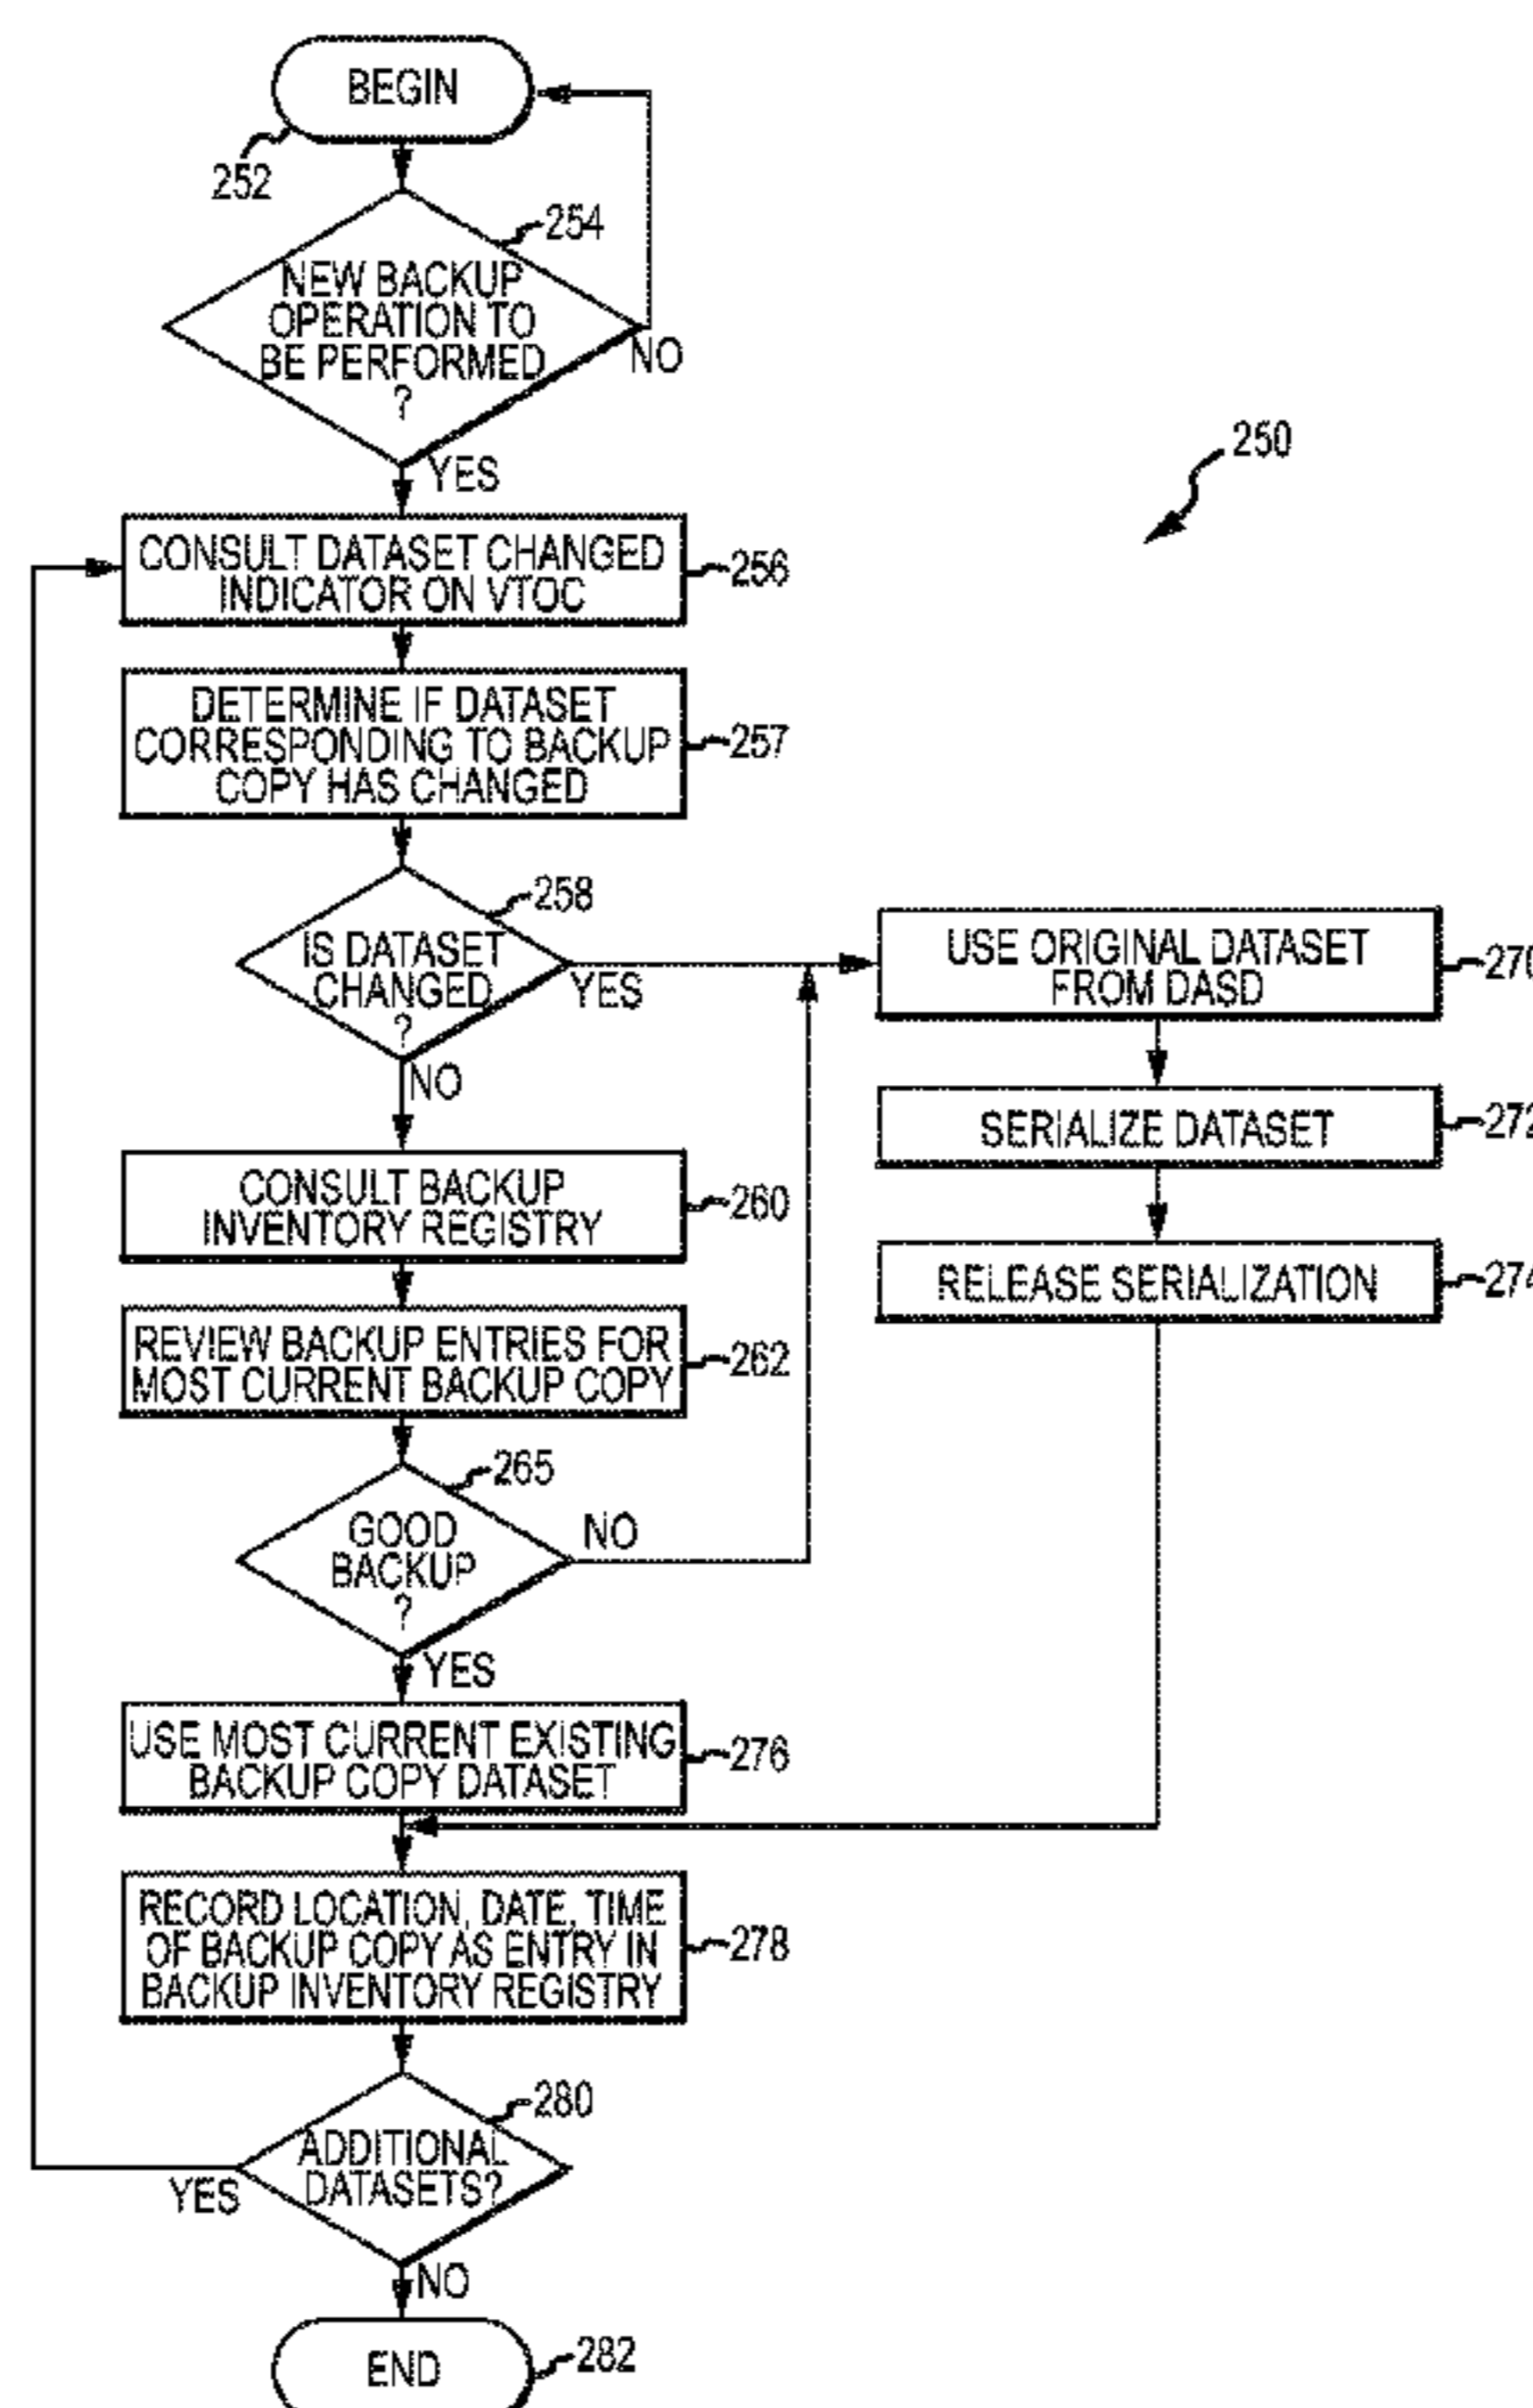 BEGIN
252
254
NEW BACKUP
OPERATION TO
BE PERFORMED
?
NO
YES
250
CONSULT DATASET CHANGED
INDICATOR ON VTOC
256
DETERMINE IF DATASET
CORRESPONDING TO BACKUP
COPY HAS CHANGED
257
258
IS DATASET
CHANGED
?
YES
NO
USE ORIGINAL DATASET
FROM DASD
270
SERIALIZE DATASET
272
RELEASE SERIALIZATION
274
CONSULT BACKUP
INVENTORY REGISTRY
260
REVIEW BACKUP ENTRIES FOR
MOST CURRENT BACKUP COPY
262
265
GOOD
BACKUP
?
NO
YES
USE MOST CURRENT EXISTING
BACKUP COPY DATASET
276
RECORD LOCATION, DATE, TIME
OF BACKUP COPY AS ENTRY IN
BACKUP INVENTORY REGISTRY
278
280
ADDITIONAL
DATASETS?
YES
NO
END
282